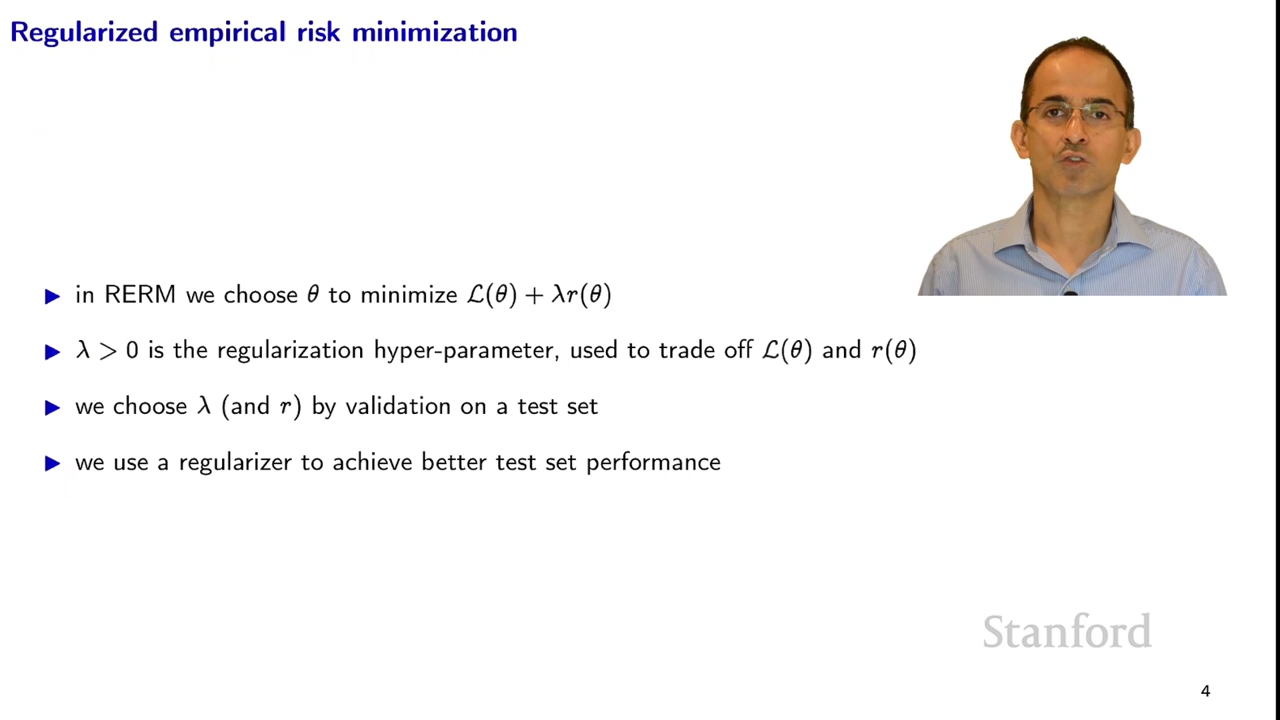 Regularized empirical risk minimization
▶ in RERM we choose θ to minimize ℒ(θ) + λr(θ)
▶ λ > 0 is the regularization hyper-parameter, used to trade off ℒ(θ) and r(θ)
▶ we choose λ (and r) by validation on a test set
▶ we use a regularizer to achieve better test set performance
Stanford
4